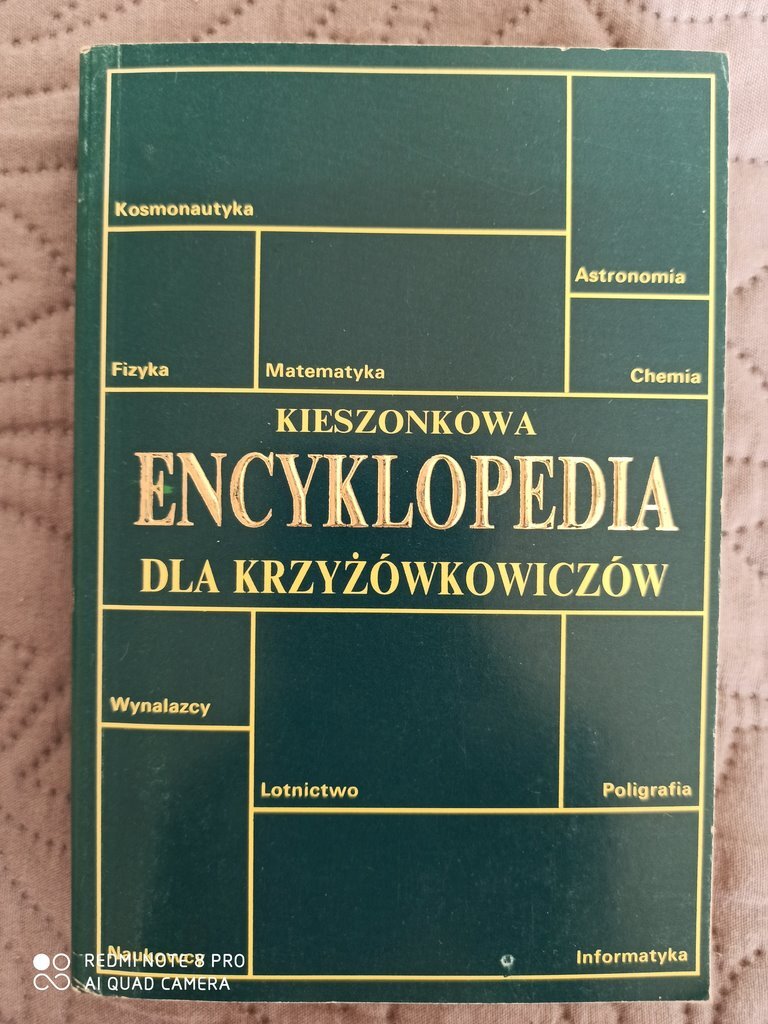 Kosmonautyka
Astronomia
Fizyka
Matematyka
Chemia
KIESZONKOWA
ENCYKLOPEDIA
DLA KRZYŻÓWKOWICZÓW
Wynalazcy
Lotnictwo
Poligrafia
Naukowcy
Informatyka
REDMI NOTE 8 PRO
AI QUAD CAMERA